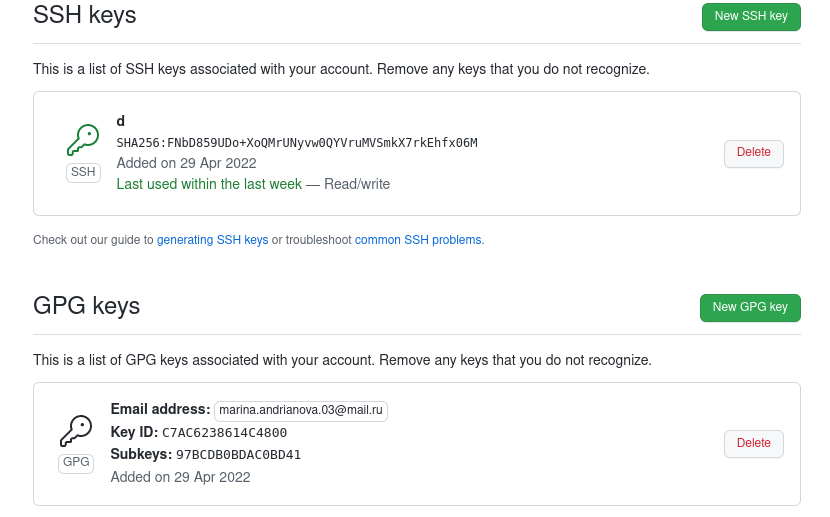 SSH keys
New SSH key
This is a list of SSH keys associated with your account. Remove any keys that you do not recognize.
d
SHA256:FNbD859UDo+XoQMrUNyvw0QYVruMVSmkX7rkEhfx06M
SSH
Added on 29 Apr 2022
Last used within the last week — Read/write
Delete
Check out our guide to generating SSH keys or troubleshoot common SSH problems.
GPG keys
New GPG key
This is a list of GPG keys associated with your account. Remove any keys that you do not recognize.
Email address: marina.andrianova.03@mail.ru
Key ID: C7AC6238614C4800
GPG
Subkeys: 97BCDB0BDAC0BD41
Added on 29 Apr 2022
Delete